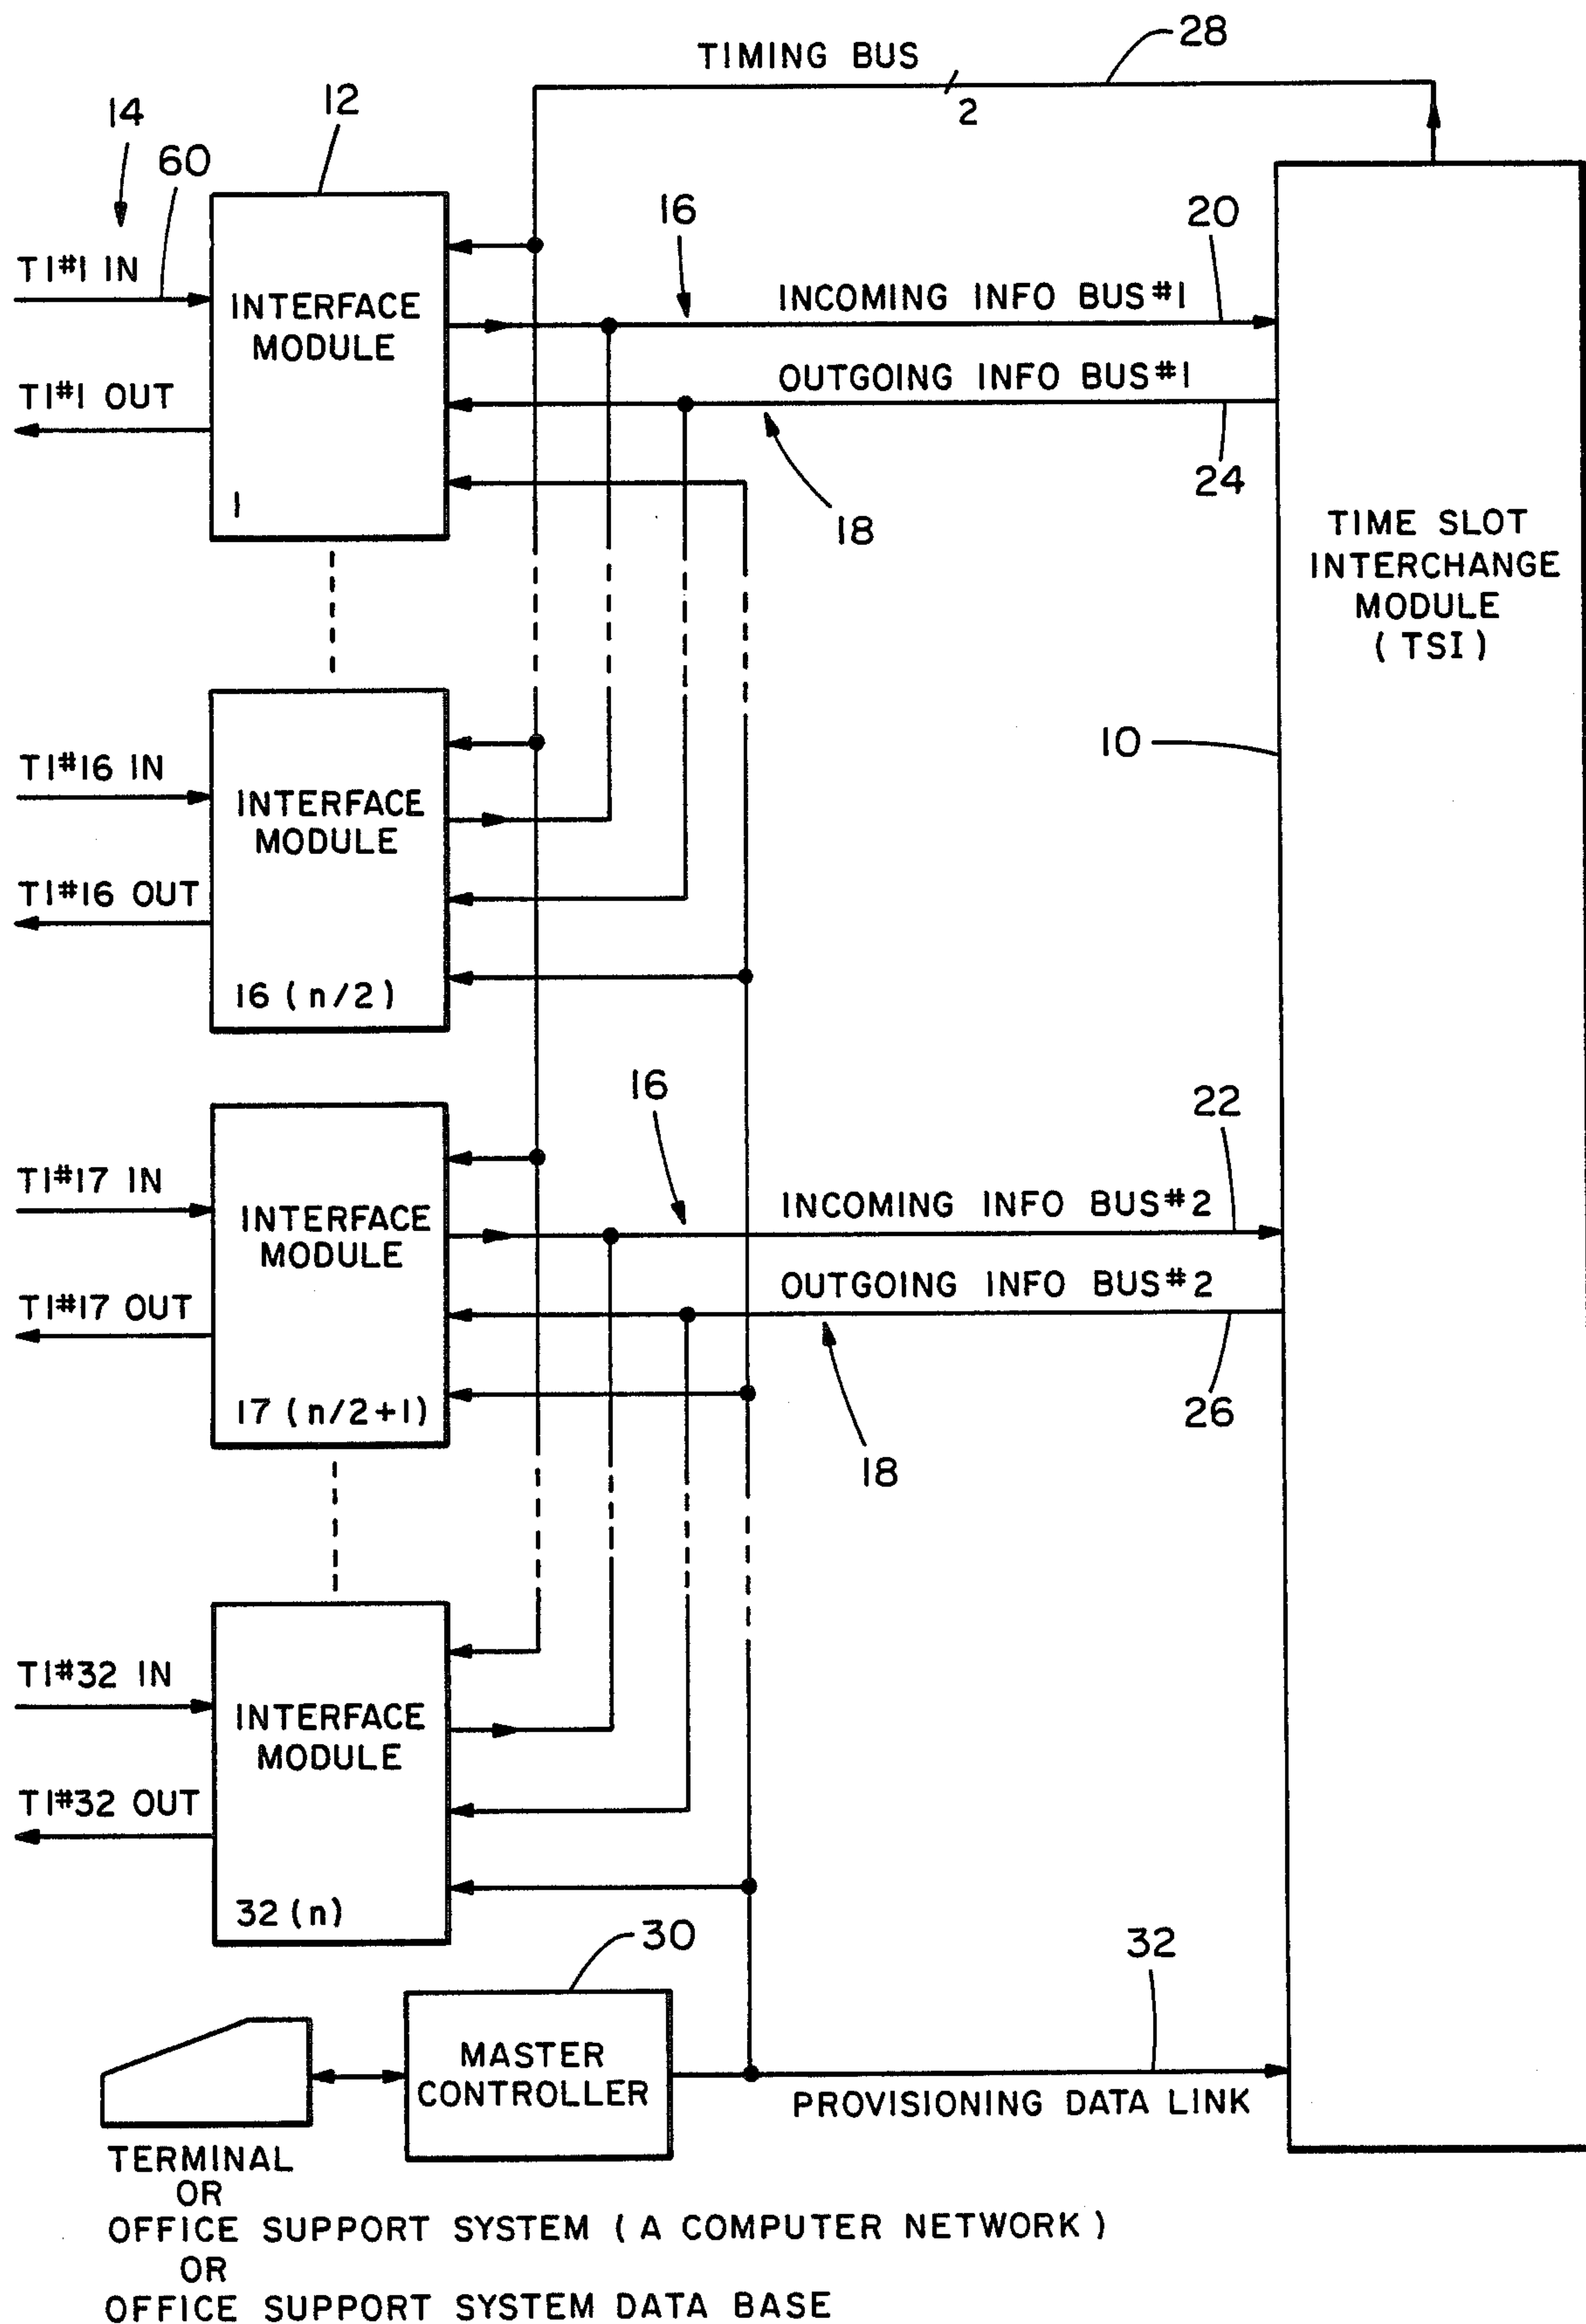 TIMING BUS
28
2
14
12
60
16
20
T1#1 IN
INTERFACE
MODULE
INCOMING INFO BUS#1
T1#1 OUT
OUTGOING INFO BUS#1
24
18
1
TIME SLOT
INTERCHANGE
MODULE
(TSI)
10
T1#16 IN
INTERFACE
MODULE
T1#16 OUT
16 (n/2)
16
22
T1#17 IN
INTERFACE
MODULE
INCOMING INFO BUS#2
T1#17 OUT
OUTGOING INFO BUS#2
26
18
17 (n/2+1)
T1#32 IN
INTERFACE
MODULE
T1#32 OUT
32 (n)
30
32
MASTER
CONTROLLER
PROVISIONING DATA LINK
TERMINAL
OR
OFFICE SUPPORT SYSTEM (A COMPUTER NETWORK)
OR
OFFICE SUPPORT SYSTEM DATA BASE